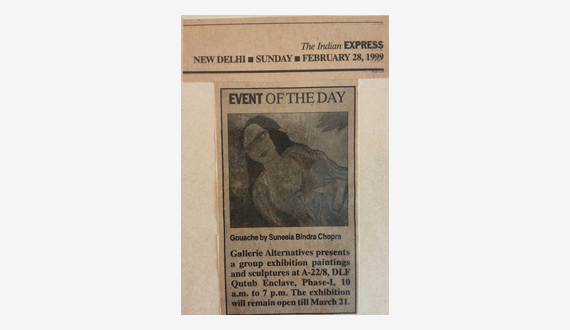 The Indian EXPRESS
NEW DELHI ■ SUNDAY ■ FEBRUARY 28, 1999
EVENT OF THE DAY
Gouache by Suneela Bindra Chopra
Gallerie Alternatives presents
a group exhibition paintings
and sculptures at A-22/8, DLF
Qutub Enclave, Phase-I, 10
a.m. to 7 p.m. The exhibition
will remain open till March 21.